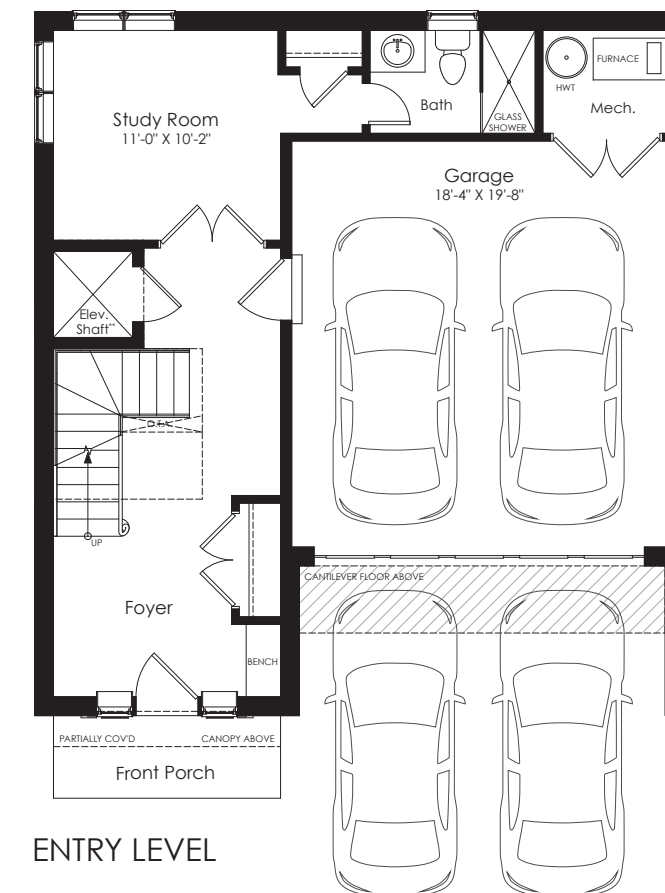 FURNACE
HWT
Mech.
Bath
GLASS
SHOWER
Study Room
11'-0" X 10'-2"
Garage
18'-4" X 19'-8"
Elev.
Shaft**
UP
CANTILEVER FLOOR ABOVE
Foyer
BENCH
PARTIALLY COV'D
CANOPY ABOVE
Front Porch
ENTRY LEVEL